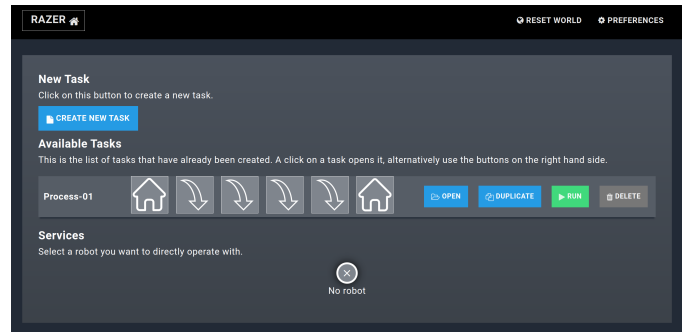 RAZER
RESET WORLD
PREFERENCES
New Task
Click on this button to create a new task.
CREATE NEW TASK
Available Tasks
This is the list of tasks that have already been created. A click on a task opens it, alternatively use the buttons on the right hand side.
Process-01
OPEN
DUPLICATE
RUN
DELETE
Services
Select a robot you want to directly operate with.
No robot